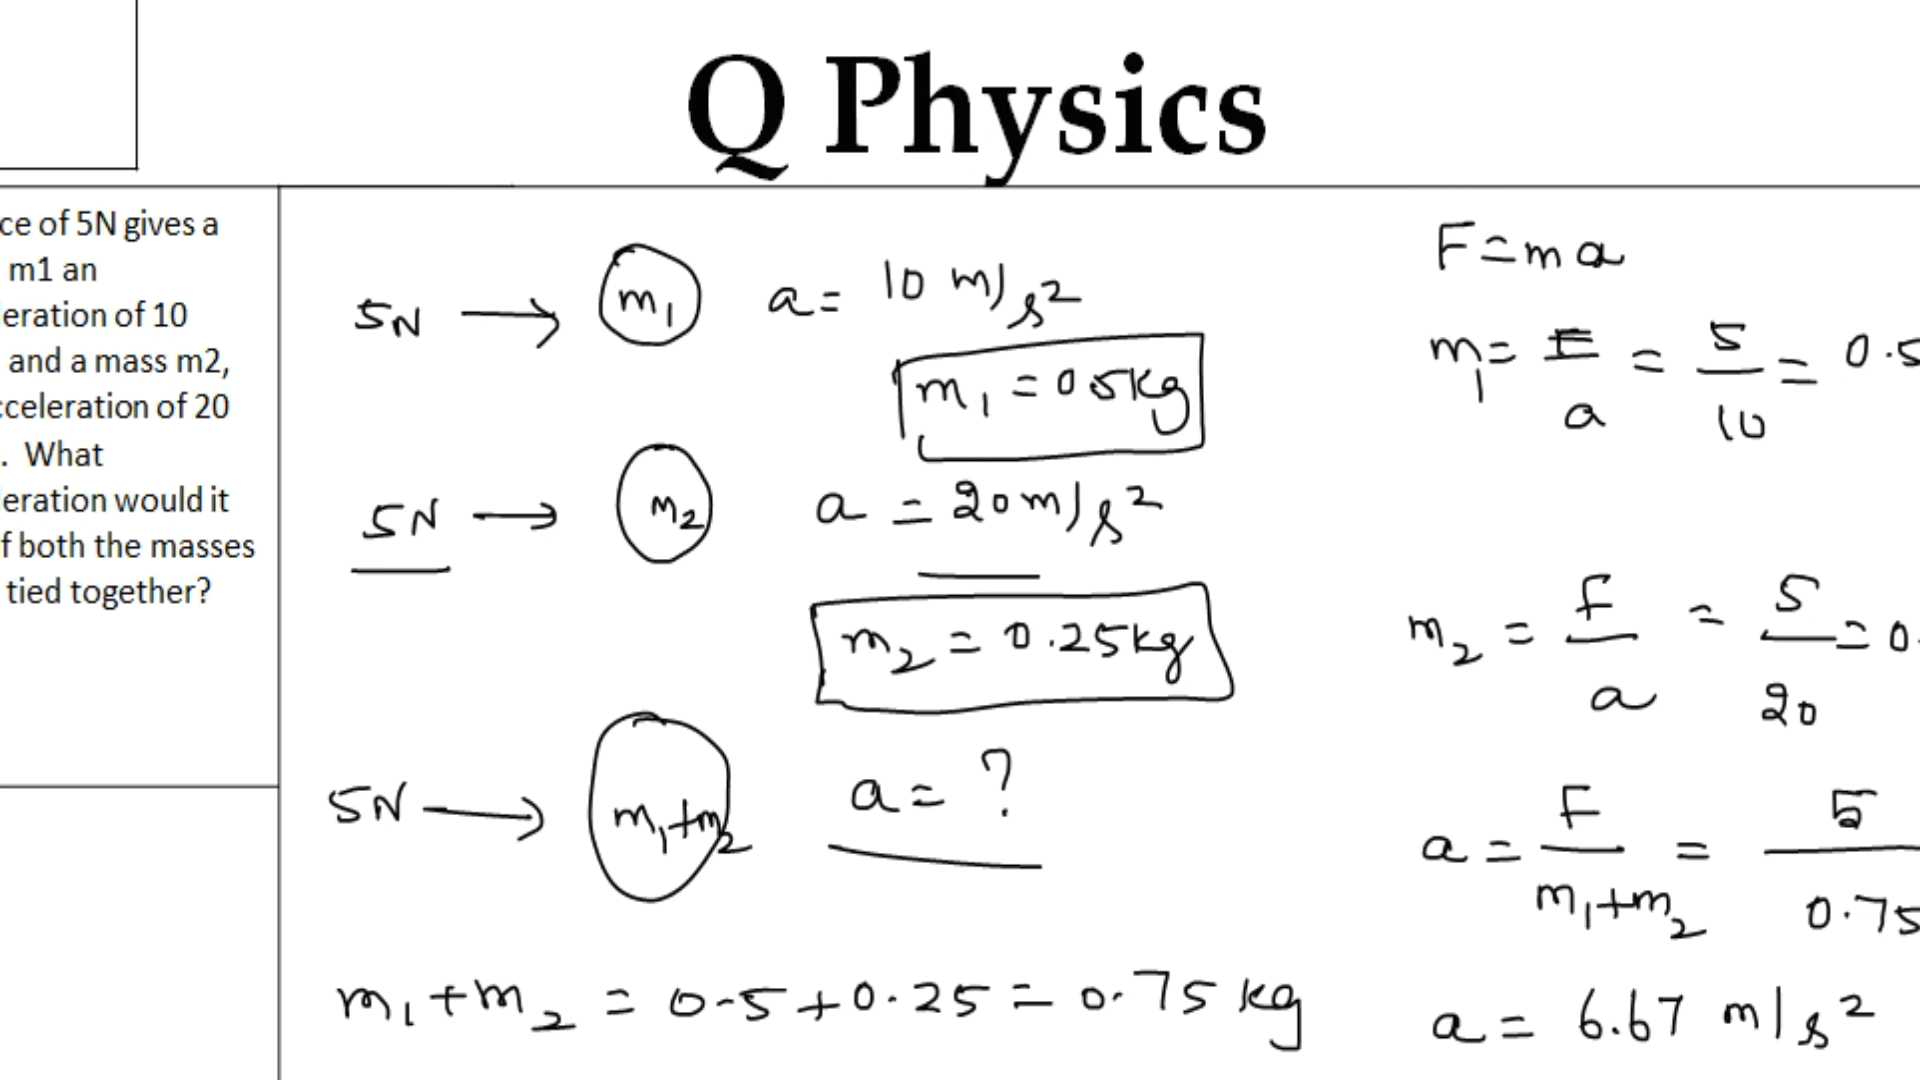 Q Physics
ce of 5N gives a
m1 an
eration of 10
and a mass m2,
cceleration of 20
. What
leration would it
f both the masses
tied together?
5N → m₁ a = 10 m/s²
m₁ = 05kg
5N → m₂ a = 20m/s²
m₂ = 0.25kg
5N → m₁+m₂ a = ?
m₁+m₂ = 0.5+0.25 = 0.75 kg
F=ma
m₁ = F/a = 5/10 = 0.5
m₂ = F/a = 5/20 = 0.
a = F/m₁+m₂ = 5/0.75
a = 6.67 m/s²